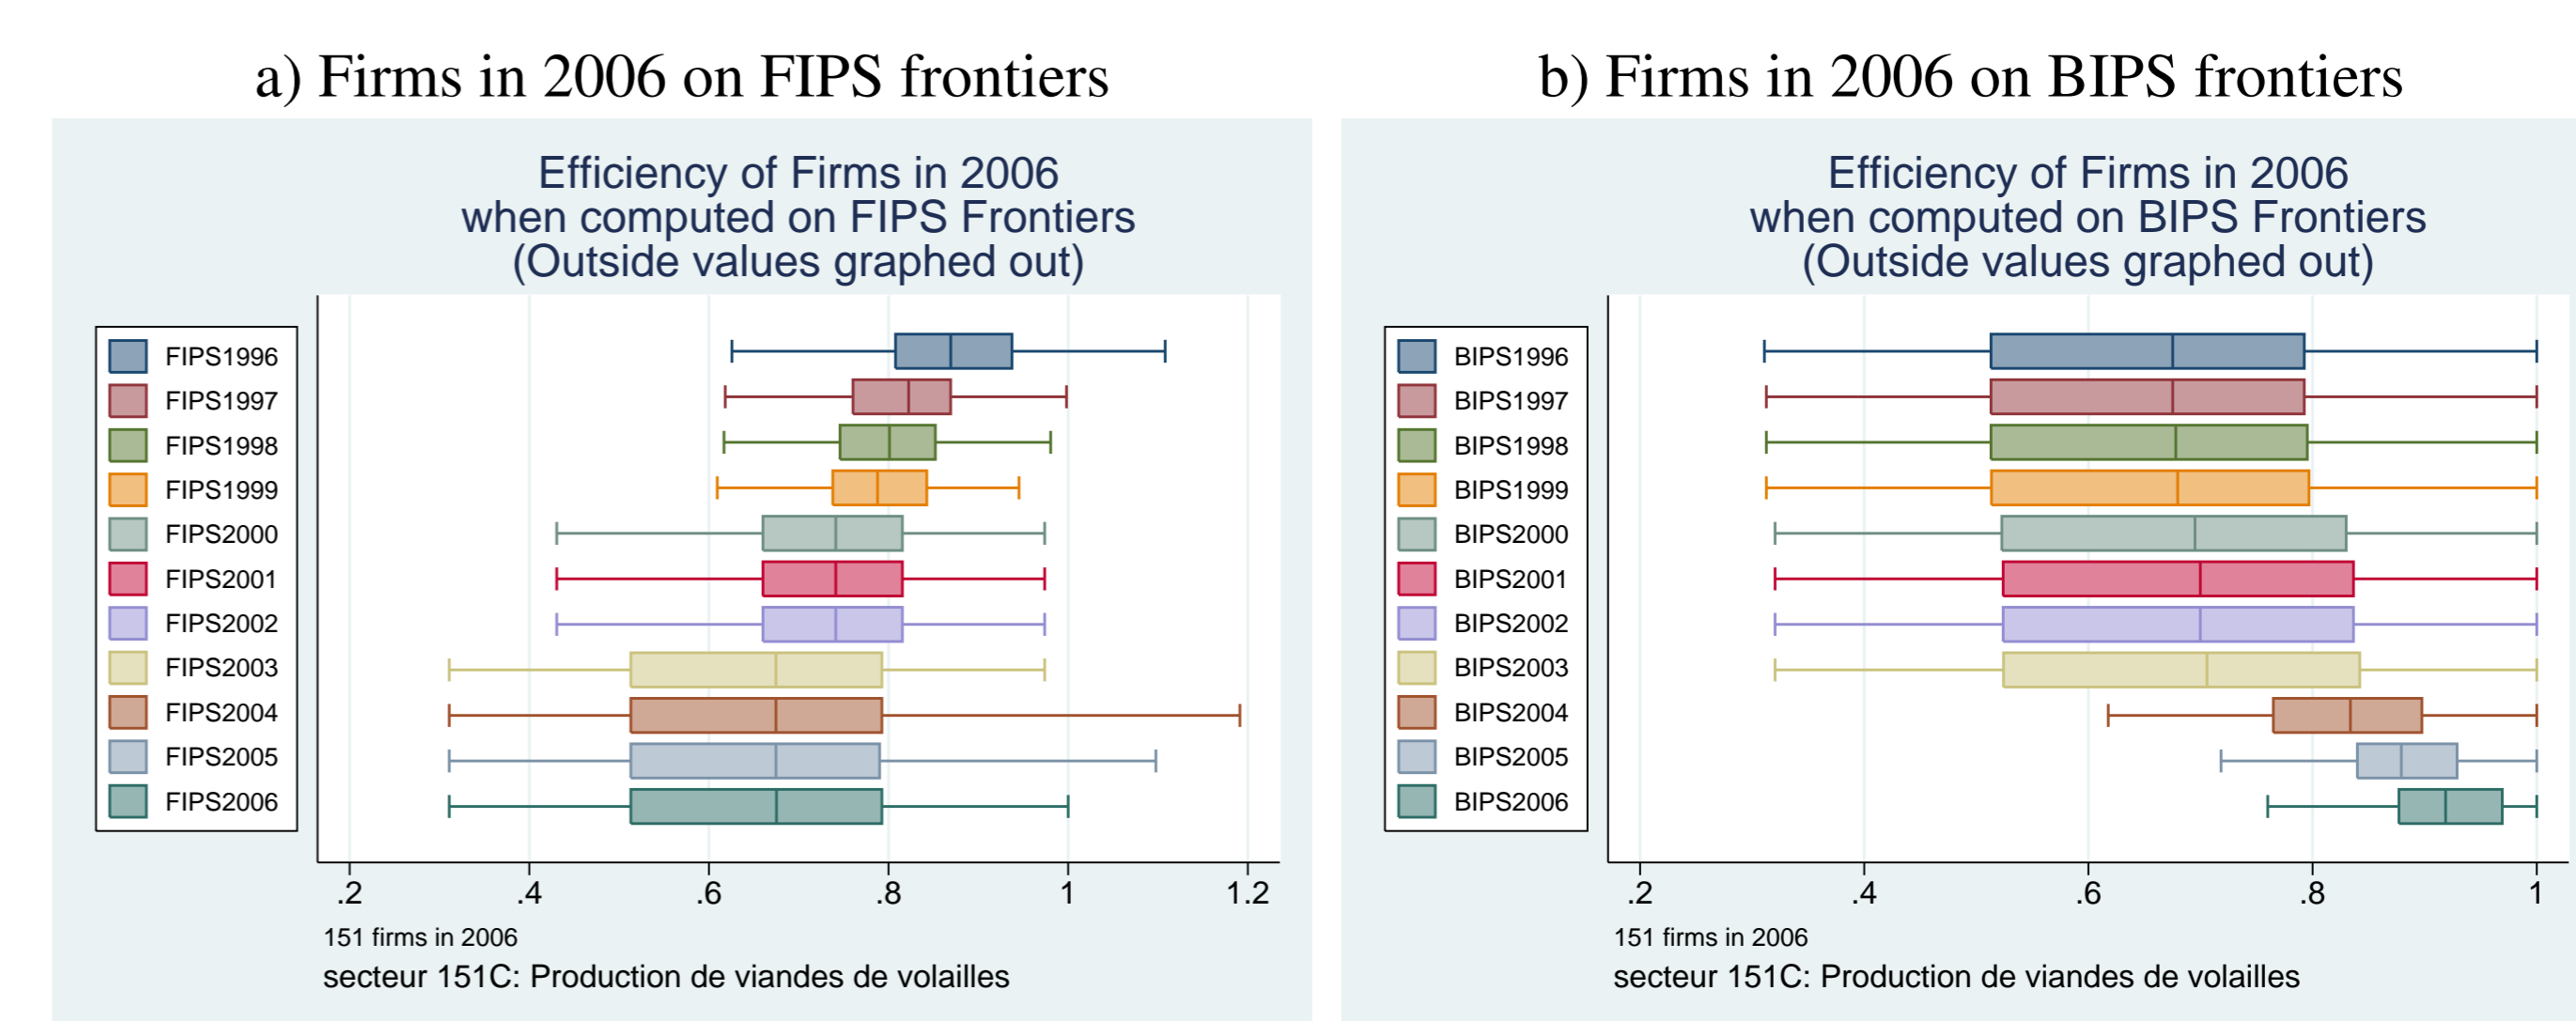 a) Firms in 2006 on FIPS frontiers
Efficiency of Firms in 2006
when computed on FIPS Frontiers
(Outside values graphed out)
FIPS1996
FIPS1997
FIPS1998
FIPS1999
FIPS2000
FIPS2001
FIPS2002
FIPS2003
FIPS2004
FIPS2005
FIPS2006
.2 .4 .6 .8 1 1.2
151 firms in 2006
secteur 151C: Production de viandes de volailles
b) Firms in 2006 on BIPS frontiers
Efficiency of Firms in 2006
when computed on BIPS Frontiers
(Outside values graphed out)
BIPS1996
BIPS1997
BIPS1998
BIPS1999
BIPS2000
BIPS2001
BIPS2002
BIPS2003
BIPS2004
BIPS2005
BIPS2006
.2 .4 .6 .8 1
151 firms in 2006
secteur 151C: Production de viandes de volailles